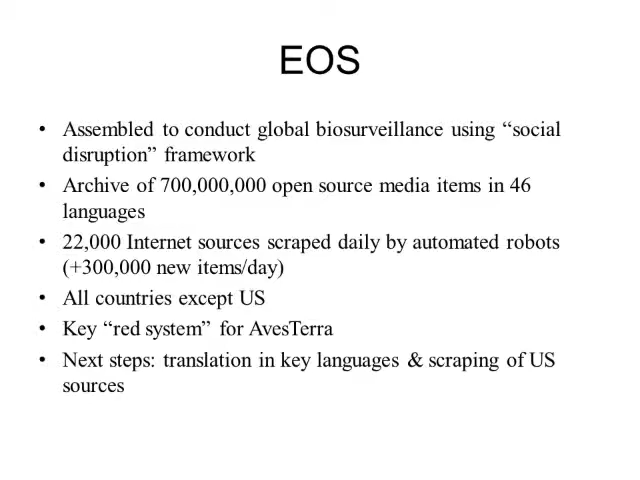 EOS
• Assembled to conduct global biosurveillance using “social
disruption” framework
• Archive of 700,000,000 open source media items in 46
languages
• 22,000 Internet sources scraped daily by automated robots
(+300,000 new items/day)
• All countries except US
• Key “red system” for AvesTerra
• Next steps: translation in key languages & scraping of US
sources